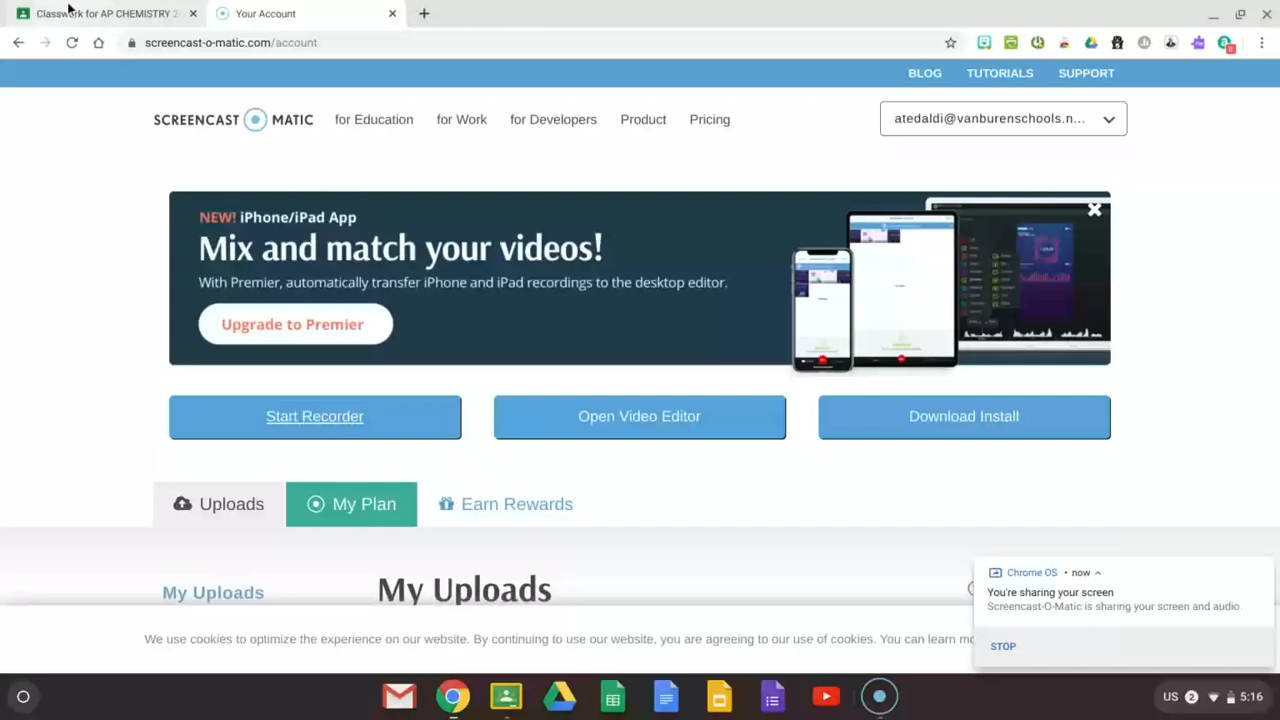 Classwork for AP CHEMISTRY 2
Your Account
screencast-o-matic.com/account
BLOG TUTORIALS SUPPORT
SCREENCAST MATIC for Education for Work for Developers Product Pricing
atedaldi@vanburenschools.n...
NEW! iPhone/iPad App
Mix and match your videos!
With Premier, automatically transfer iPhone and iPad recordings to the desktop editor.
Upgrade to Premier
Start Recorder Open Video Editor Download Install
Uploads My Plan Earn Rewards
My Uploads
My Uploads
Chrome OS • now
You're sharing your screen
Screencast-O-Matic is sharing your screen and audio.
STOP
We use cookies to optimize the experience on our website. By continuing to use our website, you are agreeing to our use of cookies. You can learn mo
US 2 5:16